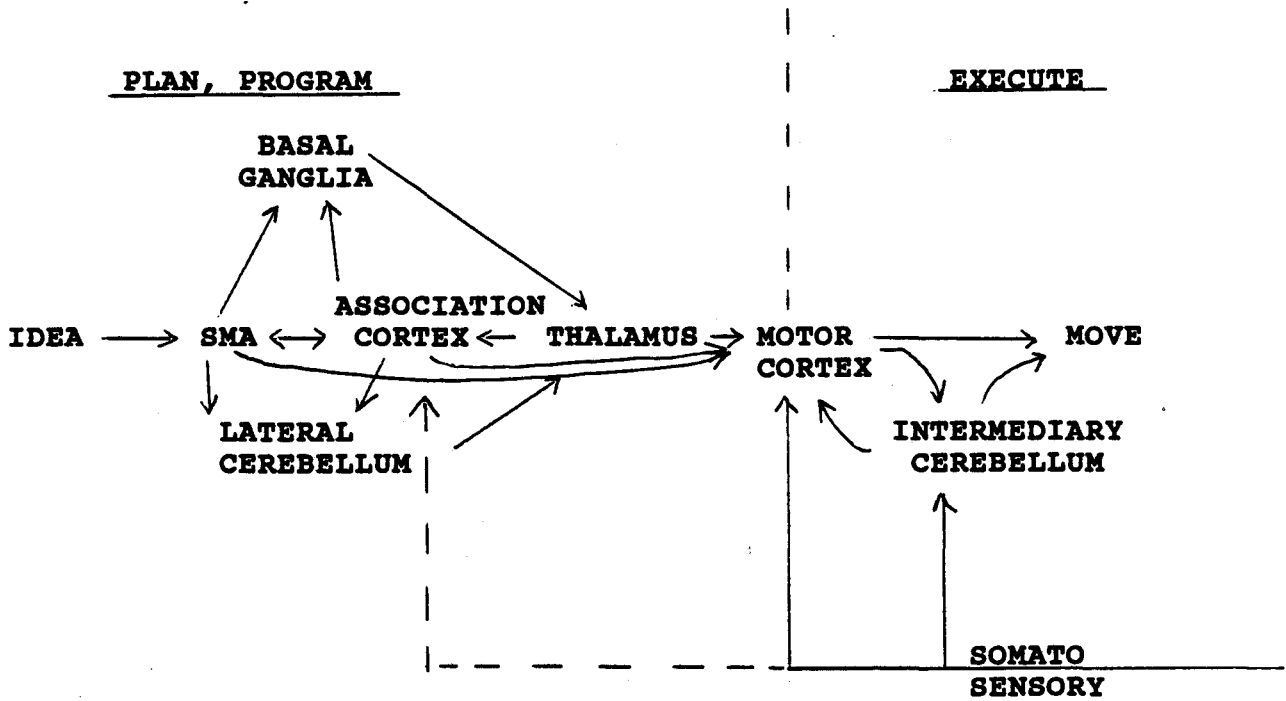 PLAN, PROGRAM
EXECUTE
BASAL
GANGLIA
ASSOCIATION
IDEA
SMA
CORTEX
THALAMUS
MOTOR
CORTEX
MOVE
LATERAL
CEREBELLUM
INTERMEDIARY
CEREBELLUM
SOMATO
SENSORY